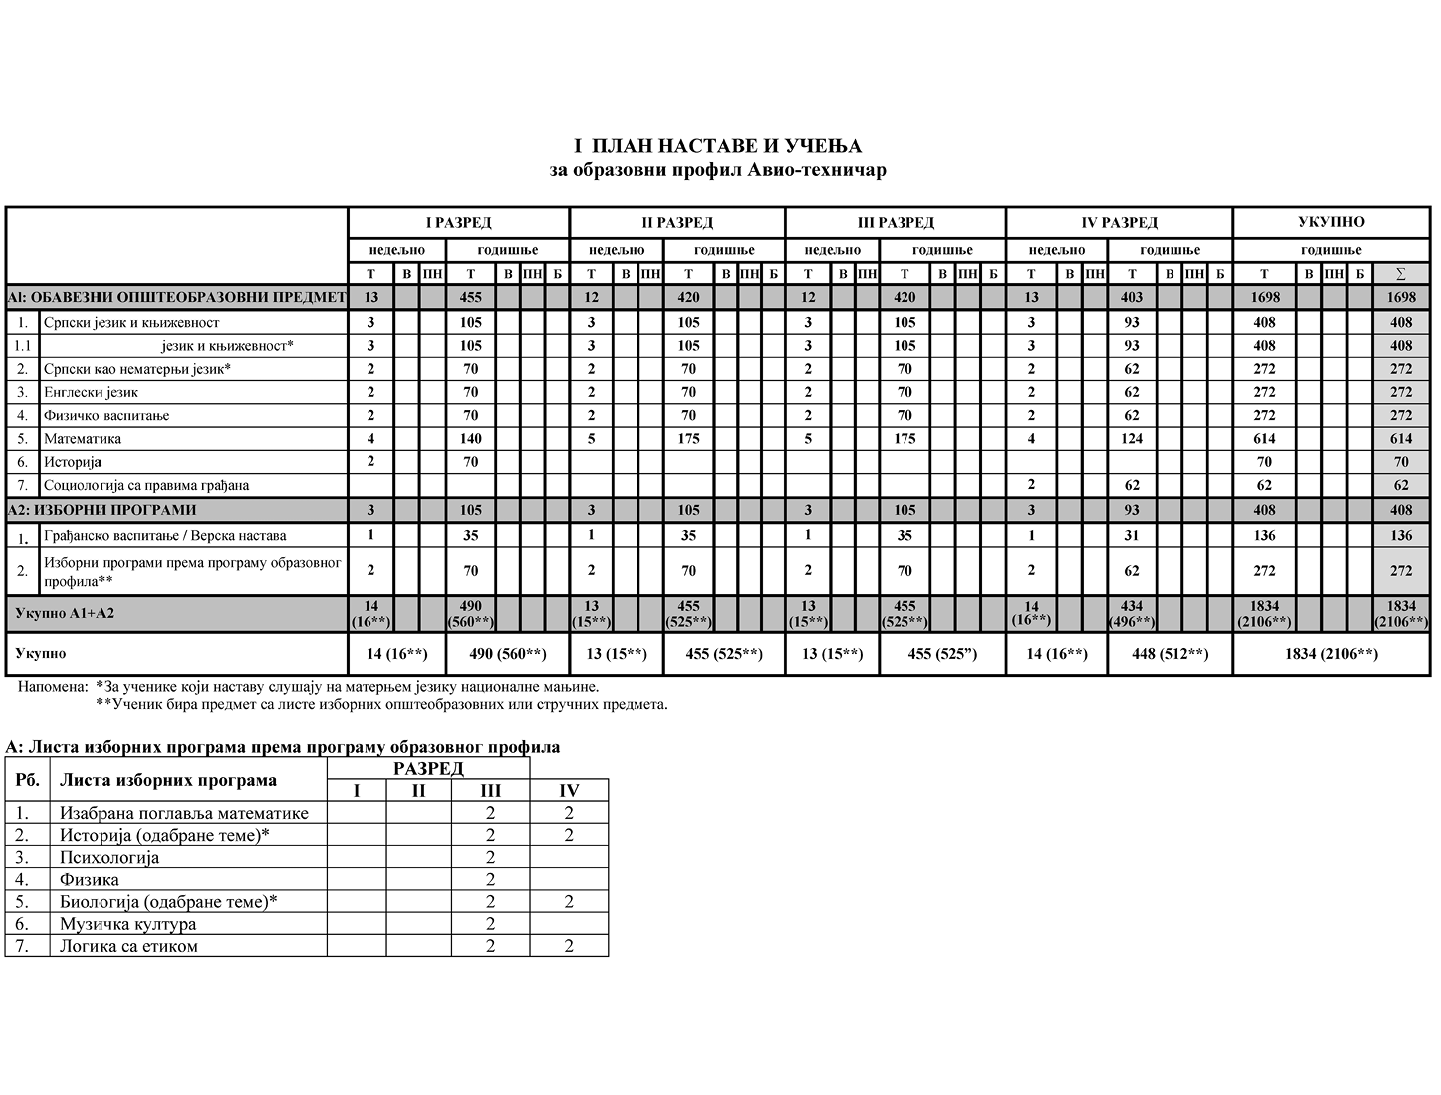 I ПЛАН НАСТАВЕ И УЧЕЊА
за образовни профил Авио-техничар
I РАЗРЕД II РАЗРЕД III РАЗРЕД IV РАЗРЕД УКУПНО
недељно годишње недељно годишње недељно годишње недељно годишње годишње
Т В ПН Т В ПН Б Т В ПН Т В ПН Б Т В ПН Т В ПН Б Т В ПН Т В ПН Б Т В ПН Б Σ
А1: ОБАВЕЗНИ ОПШТЕОБРАЗОВНИ ПРЕДМЕТ 13 455 12 420 12 420 13 403 1698 1698
1. Српски језик и књижевност 3 105 3 105 3 105 3 93 408 408
1.1 језик и књижевност* 3 105 3 105 3 105 3 93 408 408
2. Српски као нематерњи језик* 2 70 2 70 2 70 2 62 272 272
3. Енглески језик 2 70 2 70 2 70 2 62 272 272
4. Физичко васпитање 2 70 2 70 2 70 2 62 272 272
5. Математика 4 140 5 175 5 175 4 124 614 614
6. Историја 2 70 70 70
7. Социологија са правима грађана 2 62 62 62
А2: ИЗБОРНИ ПРОГРАМИ 3 105 3 105 3 105 3 93 408 408
1. Грађанско васпитање / Верска настава 1 35 1 35 1 35 1 31 136 136
2. Изборни програми према програму образовног профила** 2 70 2 70 2 70 2 62 272 272
Укупно А1+А2 14 490 13 455 13 455 14 434 1834 1834
(16**) (560**) (15**) (525**) (15**) (525**) (16**) (496**) (2106**) (2106**)
Укупно 14 (16**) 490 (560**) 13 (15**) 455 (525**) 13 (15**) 455 (525”) 14 (16**) 448 (512**) 1834 (2106**)
Напомена: *За ученике који наставу слушају на матерњем језику националне мањине.
**Ученик бира предмет са листе изборних општеобразовних или стручних предмета.
А: Листа изборних програма према програму образовног профила
Рб. Листа изборних програма РАЗРЕД
I II III IV
1. Изабрана поглавља математике 2 2
2. Историја (одабране теме)* 2 2
3. Психологија 2
4. Физика 2
5. Биологија (одабране теме)* 2 2
6. Музичка култура 2
7. Логика са етиком 2 2